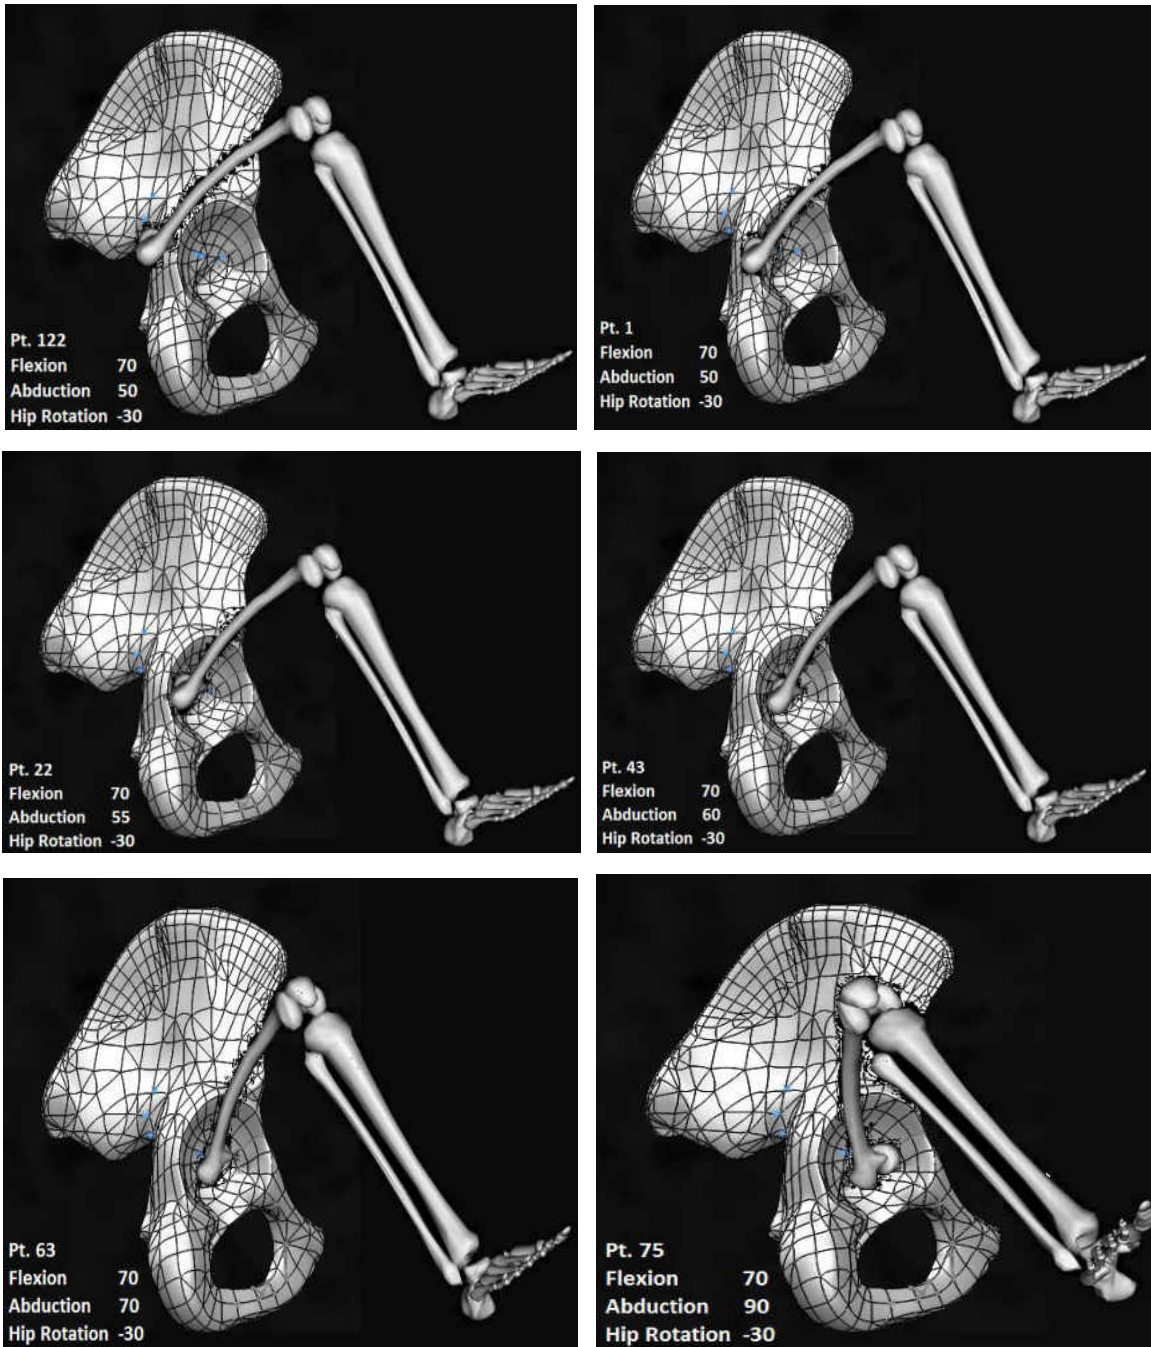 Pt. 122
Flexion 70
Abduction 50
Hip Rotation -30
Pt. 1
Flexion 70
Abduction 50
Hip Rotation -30
Pt. 22
Flexion 70
Abduction 55
Hip Rotation -30
Pt. 43
Flexion 70
Abduction 60
Hip Rotation -30
Pt. 63
Flexion 70
Abduction 70
Hip Rotation -30
Pt. 75
Flexion 70
Abduction 90
Hip Rotation -30